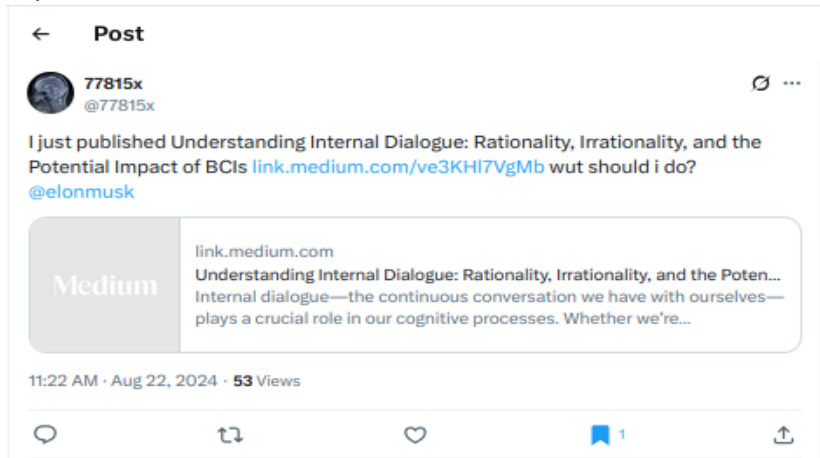 Post
77815x
@77815x
I just published Understanding Internal Dialogue: Rationality, Irrationality, and the
Potential Impact of BCIs link.medium.com/ve3KHl7VgMb wut should i do?
@elonmusk
Medium
link.medium.com
Understanding Internal Dialogue: Rationality, Irrationality, and the Poten...
Internal dialogue—the continuous conversation we have with ourselves—
plays a crucial role in our cognitive processes. Whether we're...
11:22 AM · Aug 22, 2024 · 53 Views
1